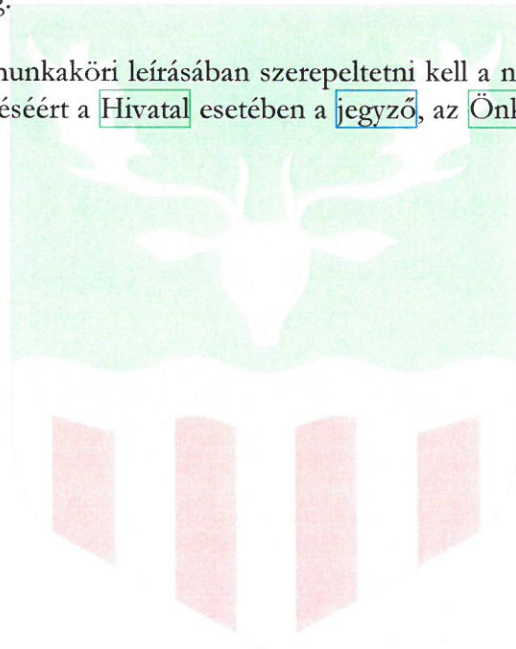 munkaköri leírásában szerepeltetni kell a n
éséért a Hivatal esetében a jegyző, az Önk